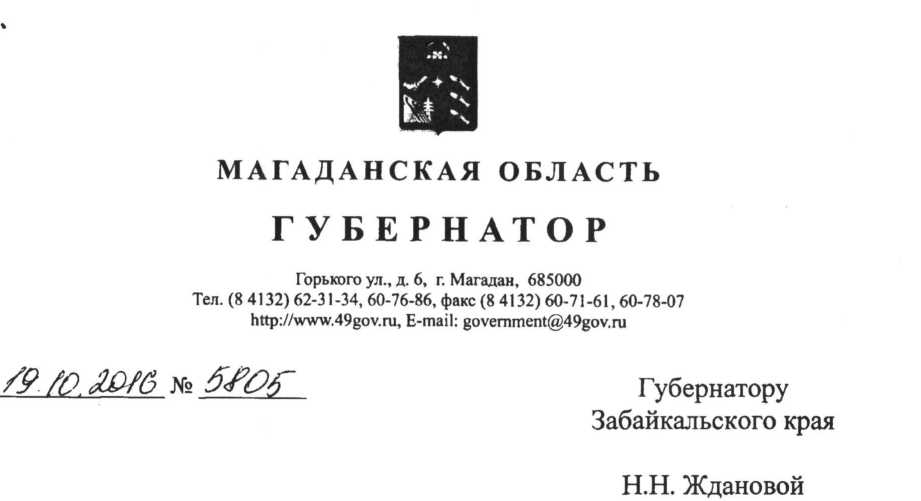 МАГАДАНСКАЯ ОБЛАСТЬ
ГУБЕРНАТОР
Горького ул., д. 6, г. Магадан, 685000
Тел. (8 4132) 62-31-34, 60-76-86, факс (8 4132) 60-71-61, 60-78-07
http://www.49gov.ru, E-mail: government@49gov.ru
19.10.2016 № 5805
Губернатору
Забайкальского края
Н.Н. Ждановой